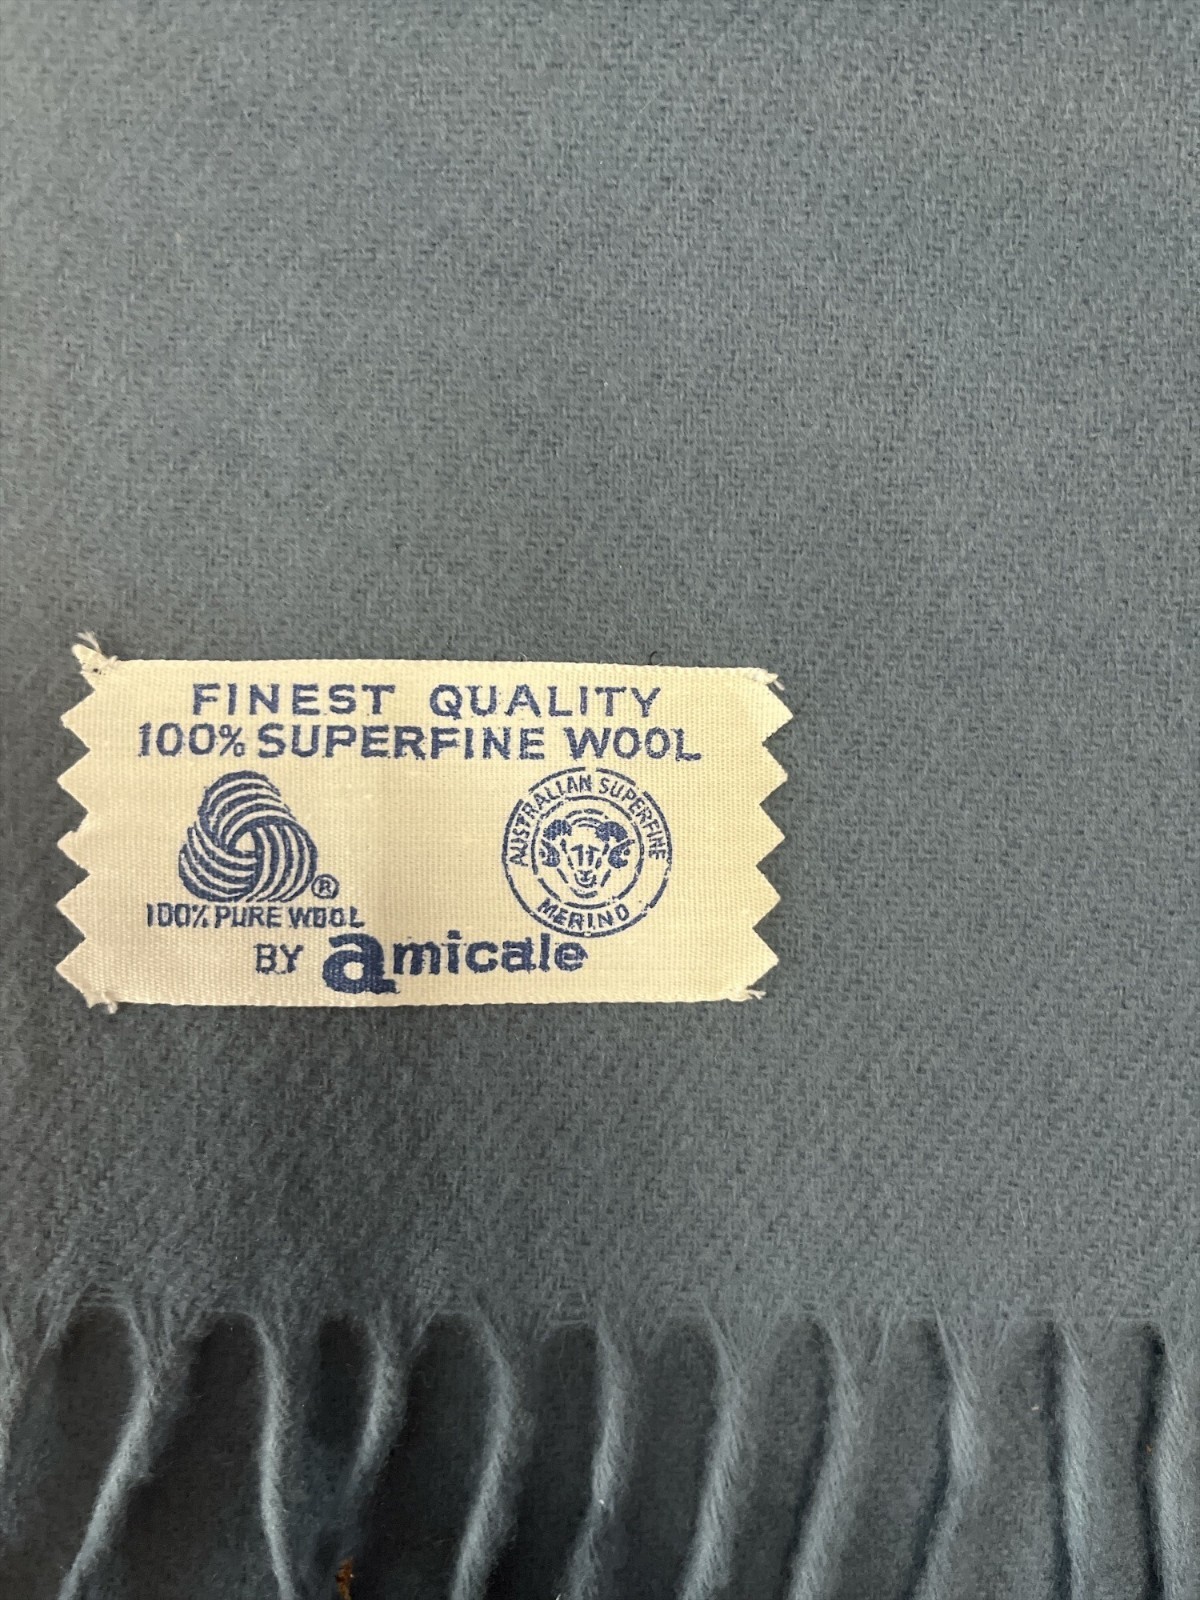 FINEST QUALITY
100% SUPERFINE WOOL
AUSTRALIAN SUPERFINE
MERINO
®
100% PURE WOOL
BY amicale